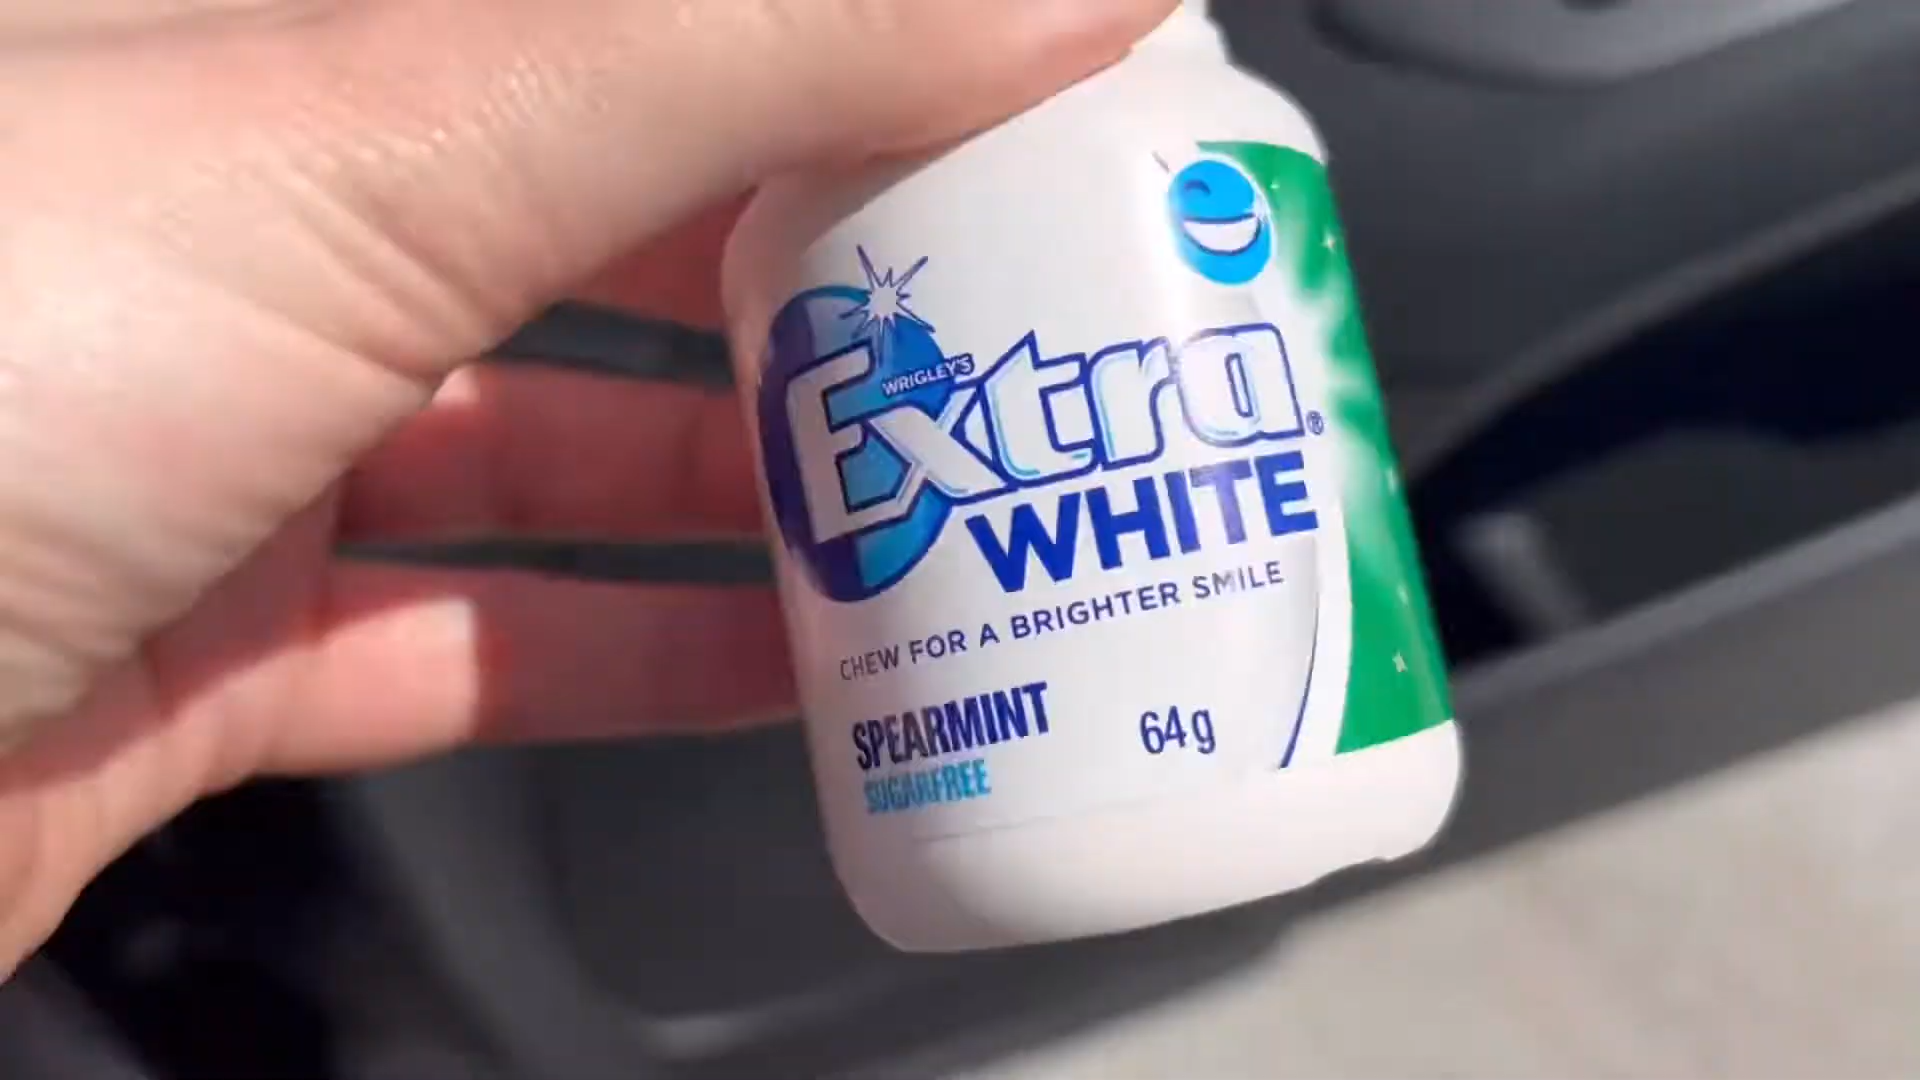 WRIGLEY'S
Extra®
WHITE
CHEW FOR A BRIGHTER SMILE
SPEARMINT
64g
SUGARFREE